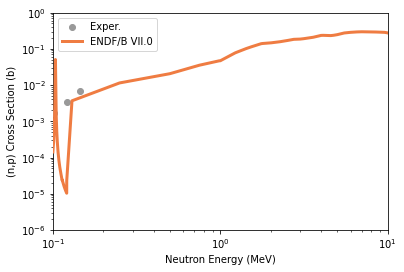 10⁰
Exper.
ENDF/B VII.0
10⁻¹
10⁻²
10⁻³
10⁻⁴
10⁻⁵
10⁻⁶
(n,p) Cross Section (b)
10⁻¹
10⁰
10¹
Neutron Energy (MeV)